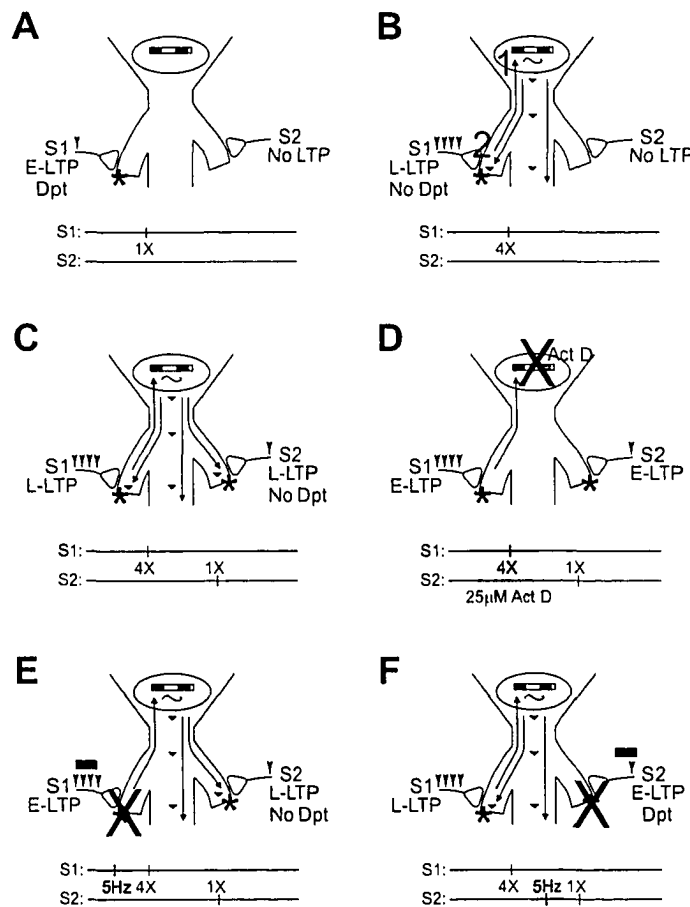 A
S1
E-LTP
Dpt
S2
No LTP
S1:
1X
S2:
B
1
2
S1
L-LTP
No Dpt
S2
No LTP
S1:
4X
S2:
C
S1
L-LTP
S2
L-LTP
No Dpt
S1:
4X 1X
S2:
D
Act D
S1
E-LTP
S2
E-LTP
S1:
4X 1X
S2:
25µM Act D
E
S1
E-LTP
S2
L-LTP
No Dpt
S1:
5Hz 4X 1X
S2:
F
S1
L-LTP
S2
E-LTP
Dpt
S1:
4X 5Hz 1X
S2: